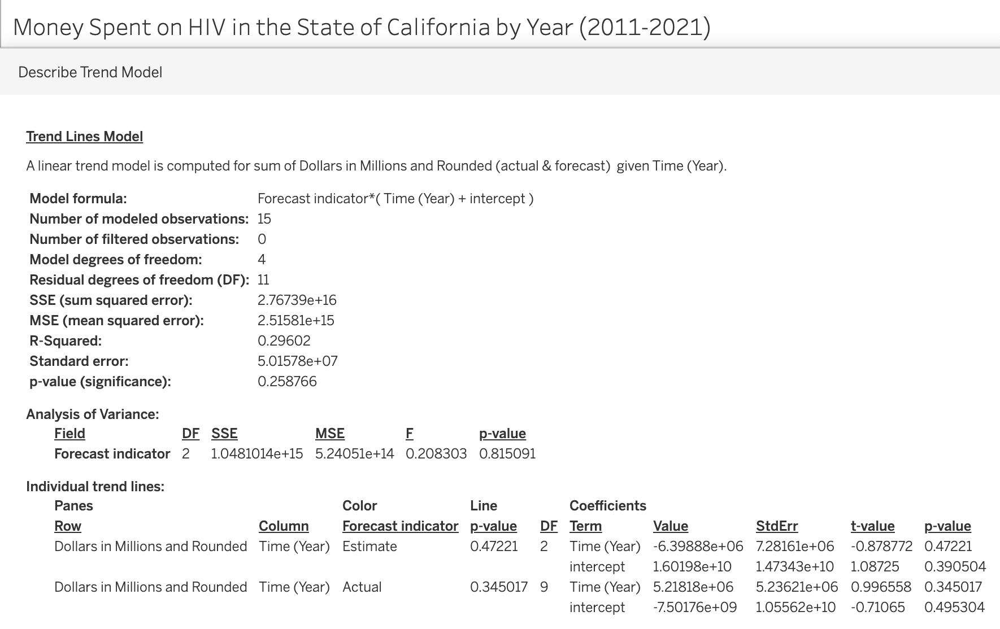 Money Spent on HIV in the State of California by Year (2011-2021)
Describe Trend Model
Trend Lines Model
A linear trend model is computed for sum of Dollars in Millions and Rounded (actual & forecast)  given Time (Year).
Model formula: Forecast indicator*( Time (Year) + intercept )
Number of modeled observations: 15
Number of filtered observations: 0
Model degrees of freedom: 4
Residual degrees of freedom (DF): 11
SSE (sum squared error): 2.76739e+16
MSE (mean squared error): 2.51581e+15
R-Squared: 0.29602
Standard error: 5.01578e+07
p-value (significance): 0.258766
Analysis of Variance:
Field DF SSE MSE F p-value
Forecast indicator 2 1.0481014e+15 5.24051e+14 0.208303 0.815091
Individual trend lines:
Panes Color Line Coefficients
Row Column Forecast indicator p-value DF Term Value StdErr t-value p-value
Dollars in Millions and Rounded Time (Year) Estimate 0.47221 2 Time (Year) -6.39888e+06 7.28161e+06 -0.878772 0.47221
intercept 1.60198e+10 1.47343e+10 1.08725 0.390504
Dollars in Millions and Rounded Time (Year) Actual 0.345017 9 Time (Year) 5.21818e+06 5.23621e+06 0.996558 0.345017
intercept -7.50176e+09 1.05562e+10 -0.71065 0.495304